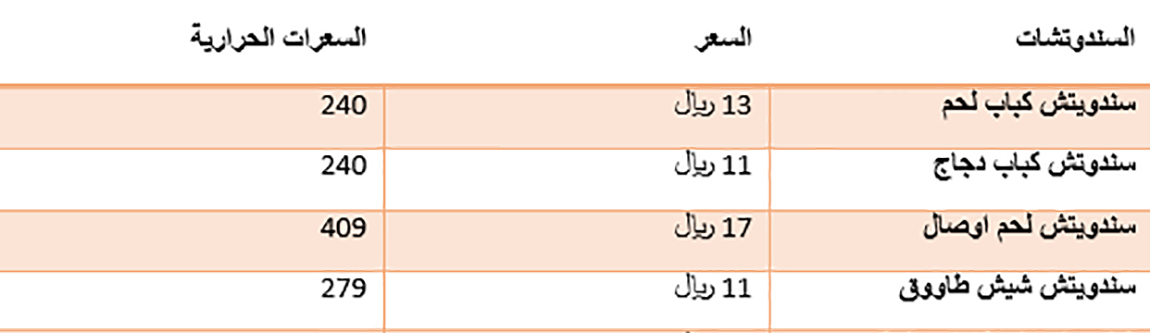 السندوتشات السعر السعرات الحرارية
سندويتش كباب لحم 13 ريال 240
سندوتش كباب دجاج 11 ريال 240
سندويتش لحم اوصال 17 ريال 409
سندويتش شيش طاووق 11 ريال 279